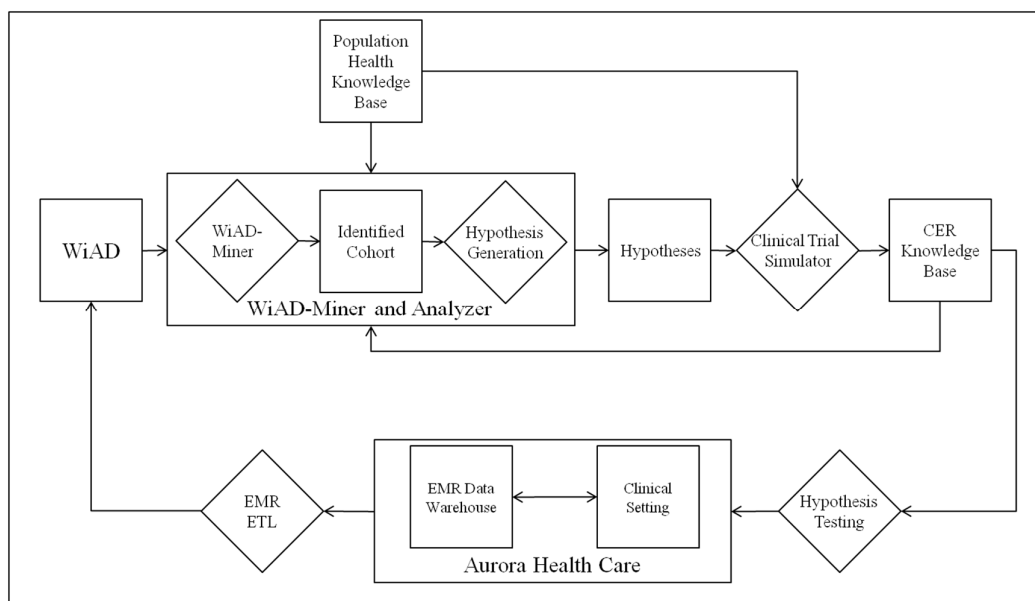 Population
Health
Knowledge
Base
WiAD
WiAD-
Miner
Identified
Cohort
Hypothesis
Generation
WiAD-Miner and Analyzer
Hypotheses
Clinical Trial
Simulator
CER
Knowledge
Base
EMR
ETL
EMR Data
Warehouse
Clinical
Setting
Aurora Health Care
Hypothesis
Testing